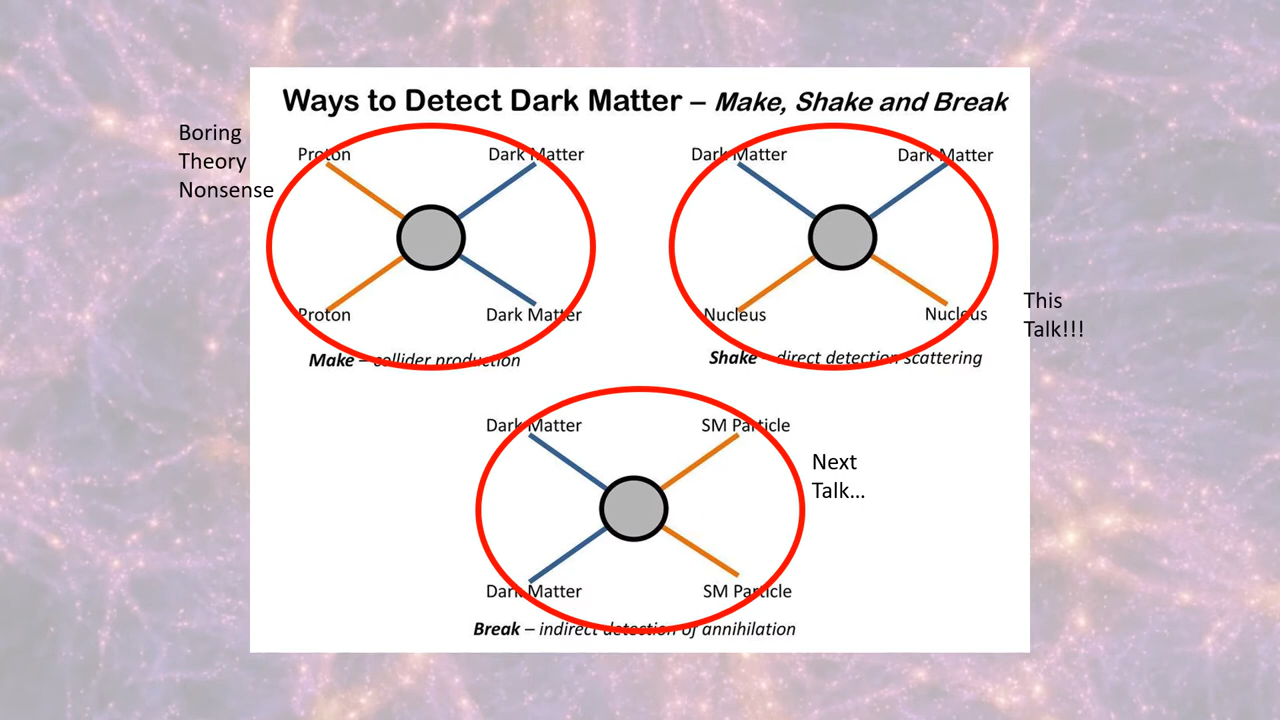 Ways to Detect Dark Matter – Make, Shake and Break
Boring
Theory
Nonsense
Proton
Dark Matter
Proton
Dark Matter
Make – collider production
Dark Matter
Dark Matter
Nucleus
Nucleus
Shake – direct detection scattering
This
Talk!!!
Dark Matter
SM Particle
Dark Matter
SM Particle
Break – indirect detection of annihilation
Next
Talk...